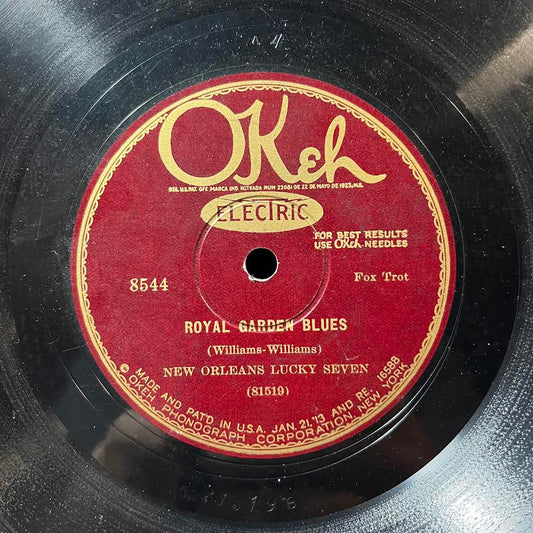 OKeh
REG. U.S. PAT. OFF. MARCA IND. RGTRADA NUM 22081 DE 22 DE MAYO DE 1923, M.R.
ELECTRIC
FOR BEST RESULTS
USE OKeh NEEDLES
8544
Fox Trot
ROYAL GARDEN BLUES
(Williams-Williams)
NEW ORLEANS LUCKY SEVEN
(81519)
MADE AND PAT'D IN U.S.A. JAN. 21, '13 AND RE. 16588
© OKEH PHONOGRAPH CORPORATION, NEW YORK